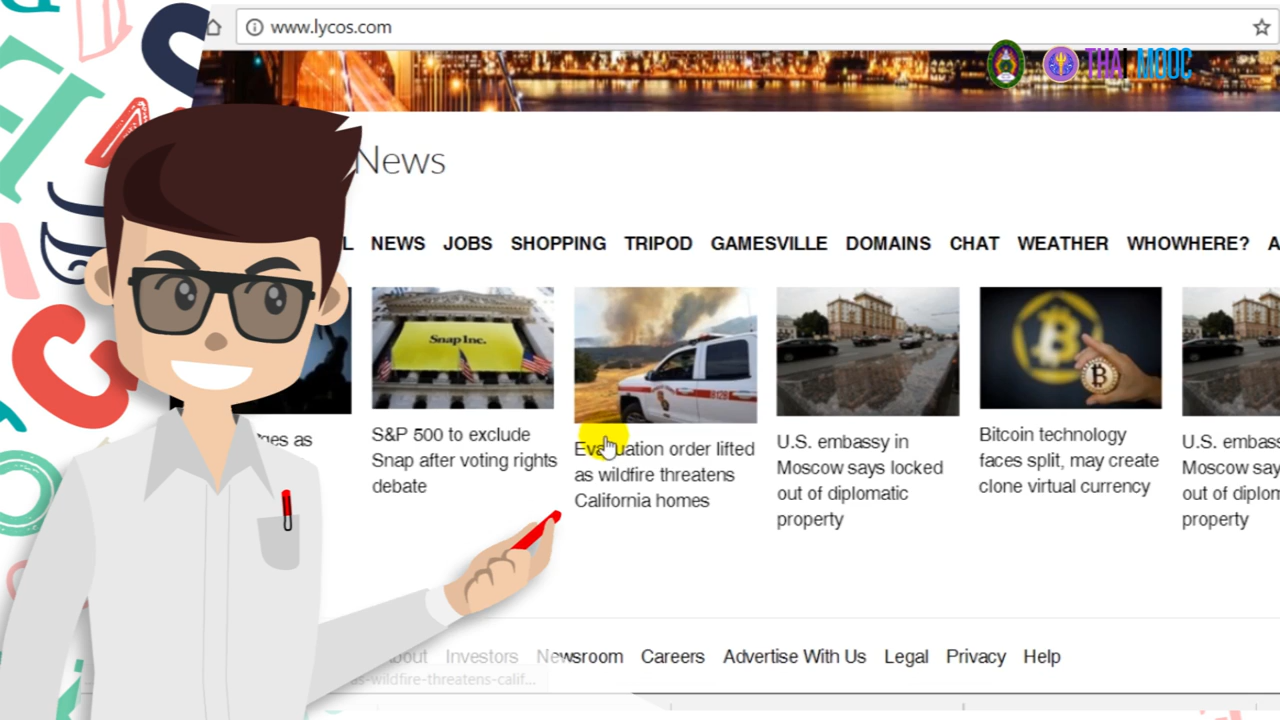 www.lycos.com
THAI MOOC
News
NEWS JOBS SHOPPING TRIPOD GAMESVILLE DOMAINS CHAT WEATHER WHOWHERE?
Snap Inc.
S&P 500 to exclude
Snap after voting rights
debate
Evacuation order lifted
as wildfire threatens
California homes
U.S. embassy in
Moscow says locked
out of diplomatic
property
Bitcoin technology
faces split, may create
clone virtual currency
U.S. embass
Moscow say
out of diplom
property
About Investors Newsroom Careers Advertise With Us Legal Privacy Help
as-wildfire-threatens-calif...